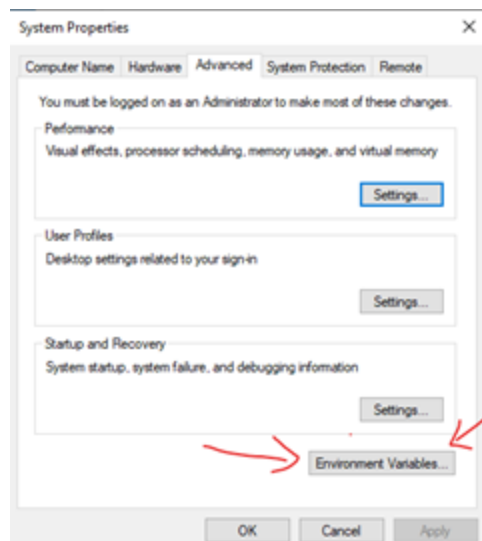 System Properties
Computer Name Hardware Advanced System Protection Remote
You must be logged on as an Administrator to make most of these changes.
Performance
Visual effects, processor scheduling, memory usage, and virtual memory
Settings...
User Profiles
Desktop settings related to your sign-in
Settings...
Startup and Recovery
System startup, system failure, and debugging information
Settings...
Environment Variables...
OK Cancel Apply